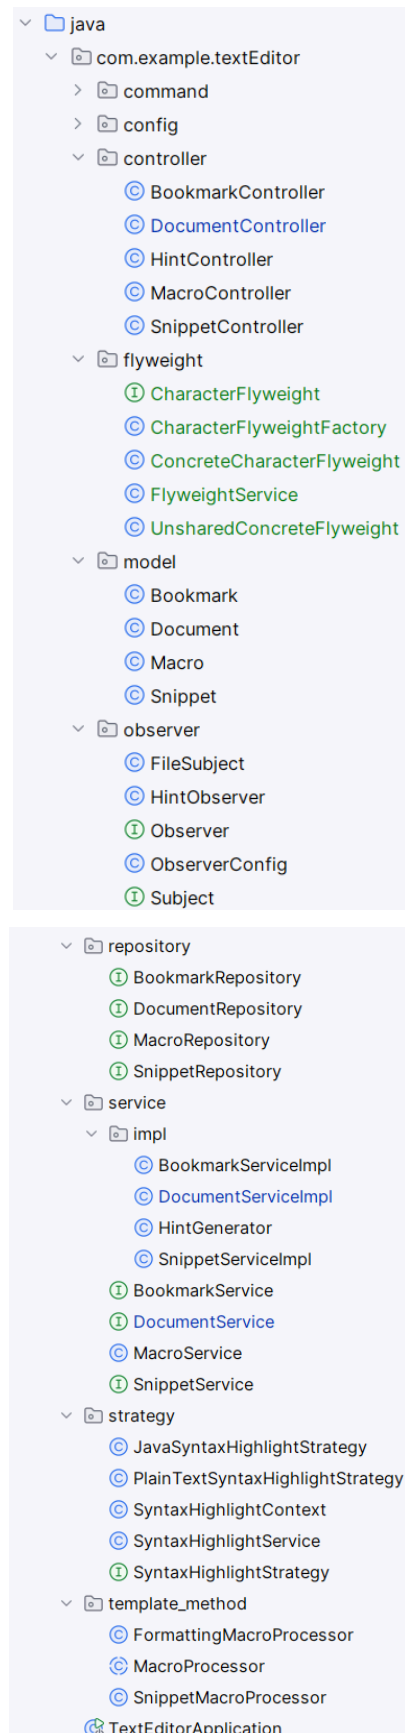 java
com.example.textEditor
command
config
controller
BookmarkController
DocumentController
HintController
MacroController
SnippetController
flyweight
CharacterFlyweight
CharacterFlyweightFactory
ConcreteCharacterFlyweight
FlyweightService
UnsharedConcreteFlyweight
model
Bookmark
Document
Macro
Snippet
observer
FileSubject
HintObserver
Observer
ObserverConfig
Subject
repository
BookmarkRepository
DocumentRepository
MacroRepository
SnippetRepository
service
impl
BookmarkServiceImpl
DocumentServiceImpl
HintGenerator
SnippetServiceImpl
BookmarkService
DocumentService
MacroService
SnippetService
strategy
JavaSyntaxHighlightStrategy
PlainTextSyntaxHighlightStrategy
SyntaxHighlightContext
SyntaxHighlightService
SyntaxHighlightStrategy
template_method
FormattingMacroProcessor
MacroProcessor
SnippetMacroProcessor
TextEditorApplication